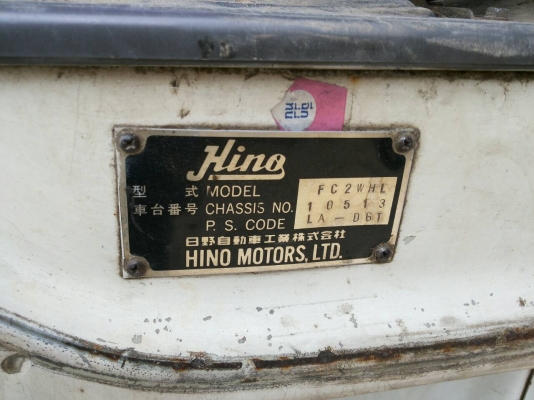 Hino
型 式 MODEL FC2WHL
車台番号 CHASSIS NO. 10513
P. S. CODE LA-D6T
日野自動車工業株式会社
HINO MOTORS, LTD.